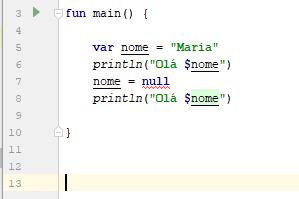 3 fun main() {
4
5 var nome = "Maria"
6 println("Olá $nome")
7 nome = null
8 println("Olá $nome")
9
10 }
11
12
13